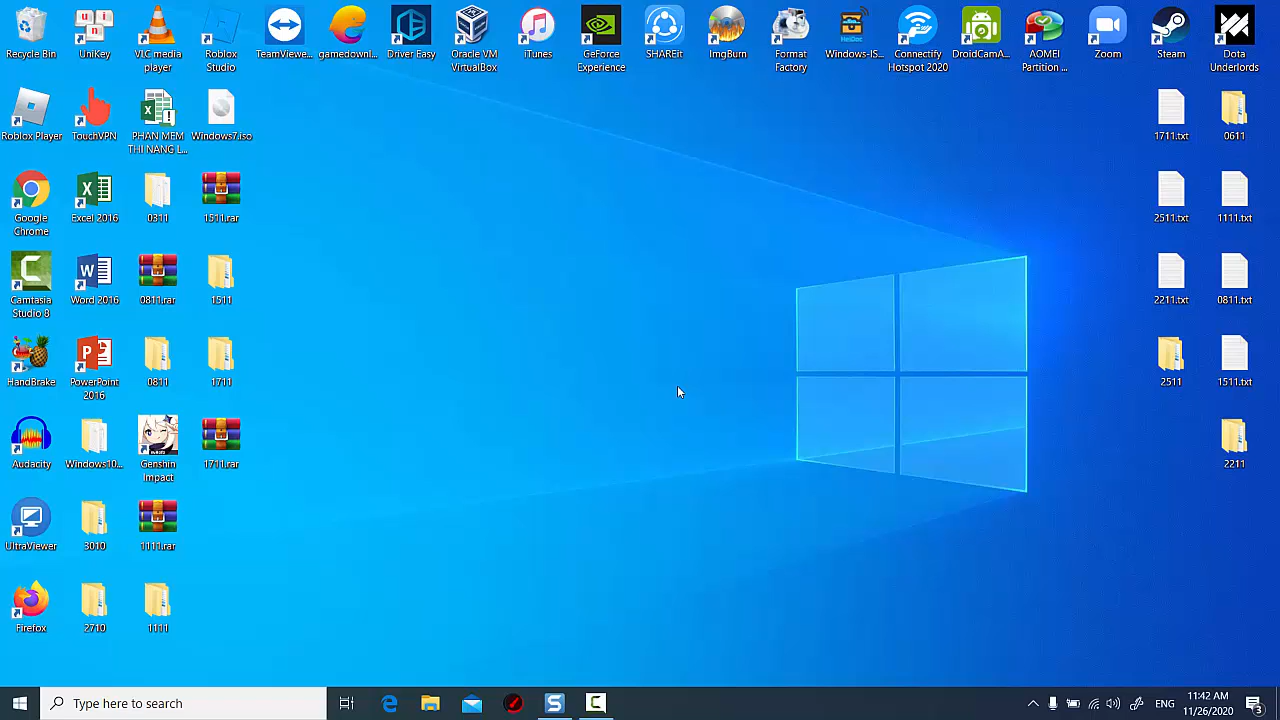 Recycle Bin
UniKey
VLC media
player
Roblox
Studio
TeamViewe...
gamedownl...
Driver Easy
Oracle VM
VirtualBox
iTunes
GeForce
Experience
SHAREit
ImgBurn
Format
Factory
Windows-IS...
Connectify
Hotspot 2020
DroidCamA...
AOMEI
Partition ...
Zoom
Steam
Dota
Underlords
Roblox Player
TouchVPN
PHAN MEM
THI NANG L...
Windows7.iso
1711.txt
0611
Google
Chrome
Excel 2016
0311
1511.rar
2511.txt
1111.txt
Camtasia
Studio 8
Word 2016
0811.rar
1511
2211.txt
0811.txt
HandBrake
PowerPoint
2016
0811
1711
2511
1511.txt
Audacity
Windows10...
Genshin
Impact
1711.rar
2211
UltraViewer
3010
1111.rar
Firefox
2710
1111
Type here to search
ENG
11:42 AM
11/26/2020
3